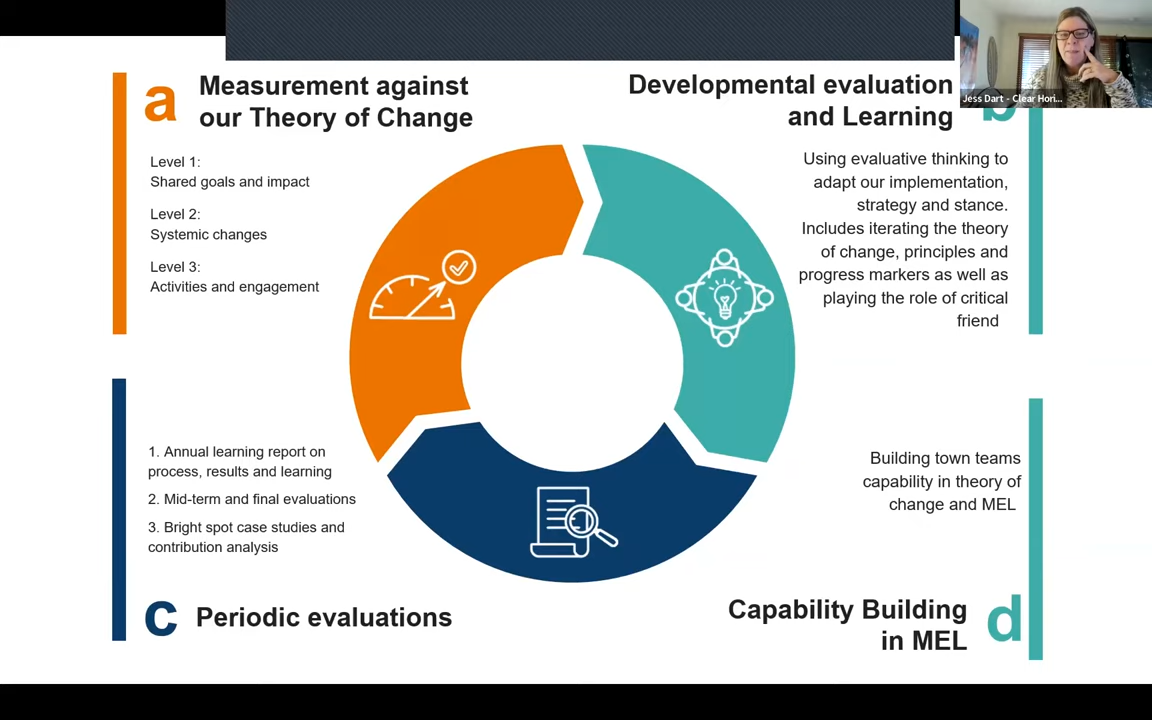 a
Measurement against
our Theory of Change
Level 1:
Shared goals and impact
Level 2:
Systemic changes
Level 3:
Activities and engagement
Developmental evaluation
and Learning
b
Using evaluative thinking to
adapt our implementation,
strategy and stance.
Includes iterating the theory
of change, principles and
progress markers as well as
playing the role of critical
friend
Jess Dart - Clear Hori...
1. Annual learning report on
process, results and learning
2. Mid-term and final evaluations
3. Bright spot case studies and
contribution analysis
c
Periodic evaluations
Building town teams
capability in theory of
change and MEL
Capability Building
in MEL
d